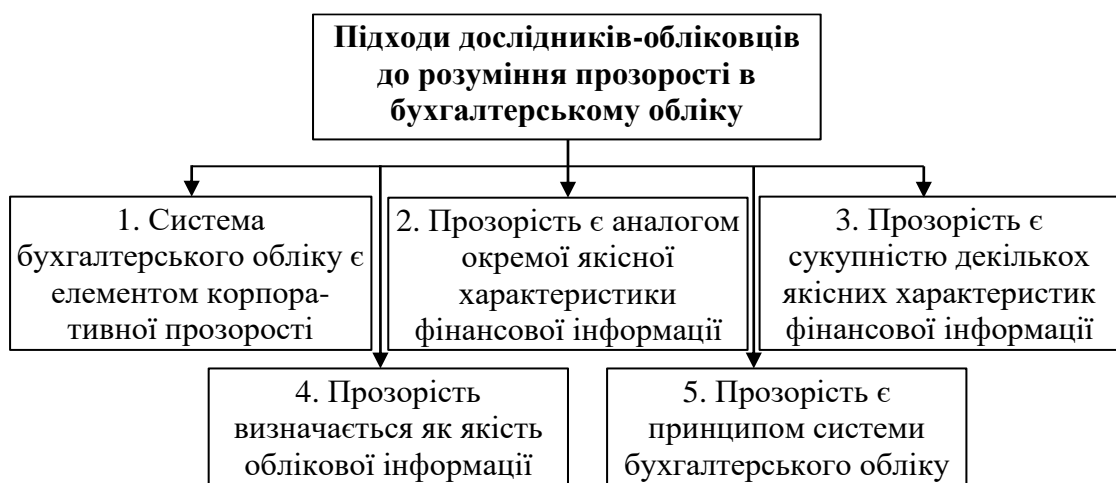 Підходи дослідників-обліковців
до розуміння прозорості в
бухгалтерському обліку
1. Система
бухгалтерського обліку є
елементом корпора-
тивної прозорості
2. Прозорість є аналогом
окремої якісної
характеристики
фінансової інформації
3. Прозорість є
сукупністю декількох
якісних характеристик
фінансової інформації
4. Прозорість
визначається як якість
облікової інформації
5. Прозорість є
принципом системи
бухгалтерського обліку